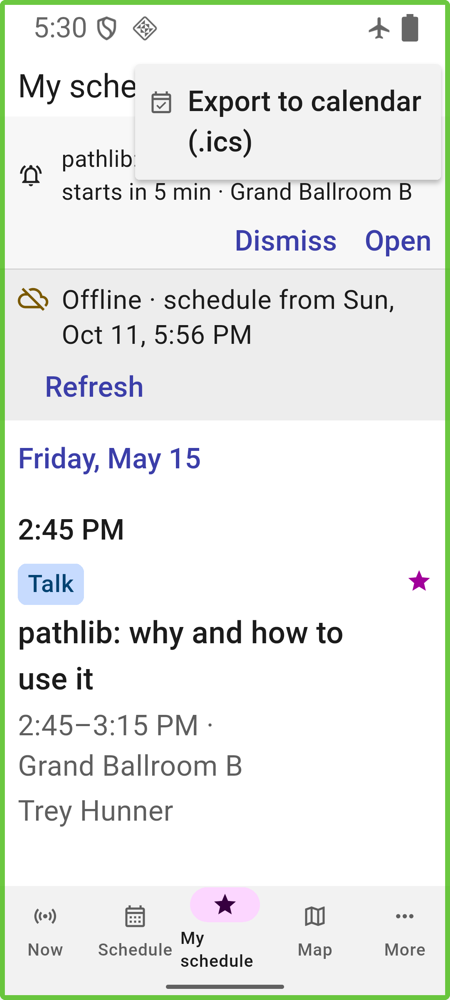 5:30
My sche
Export to calendar
(.ics)
pathlib:
starts in 5 min · Grand Ballroom B
Dismiss Open
Offline · schedule from Sun,
Oct 11, 5:56 PM
Refresh
Friday, May 15
2:45 PM
Talk
pathlib: why and how to
use it
2:45–3:15 PM ·
Grand Ballroom B
Trey Hunner
Now Schedule My schedule Map More